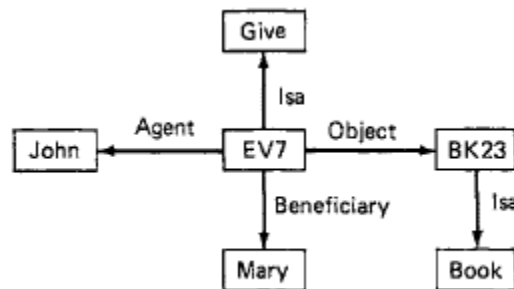 Give
Isa
Agent
Object
John
EV7
BK23
Beneficiary
Isa
Mary
Book